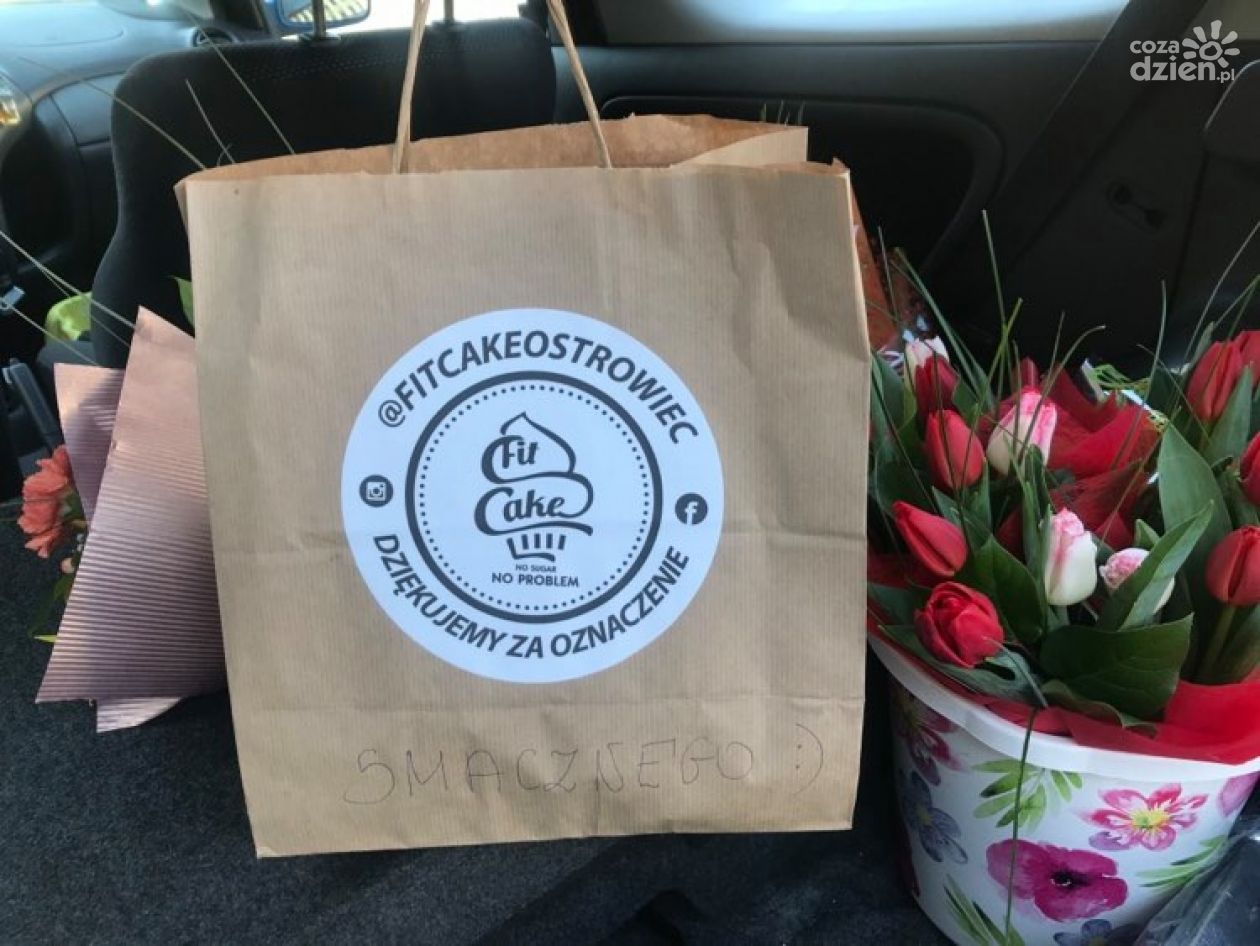 coza
dzien.pl
@FITCAKEOSTROWIEC
Fit
Cake
NO SUGAR
NO PROBLEM
DZIĘKUJEMY ZA OZNACZENIE
SMACZNEGO :)